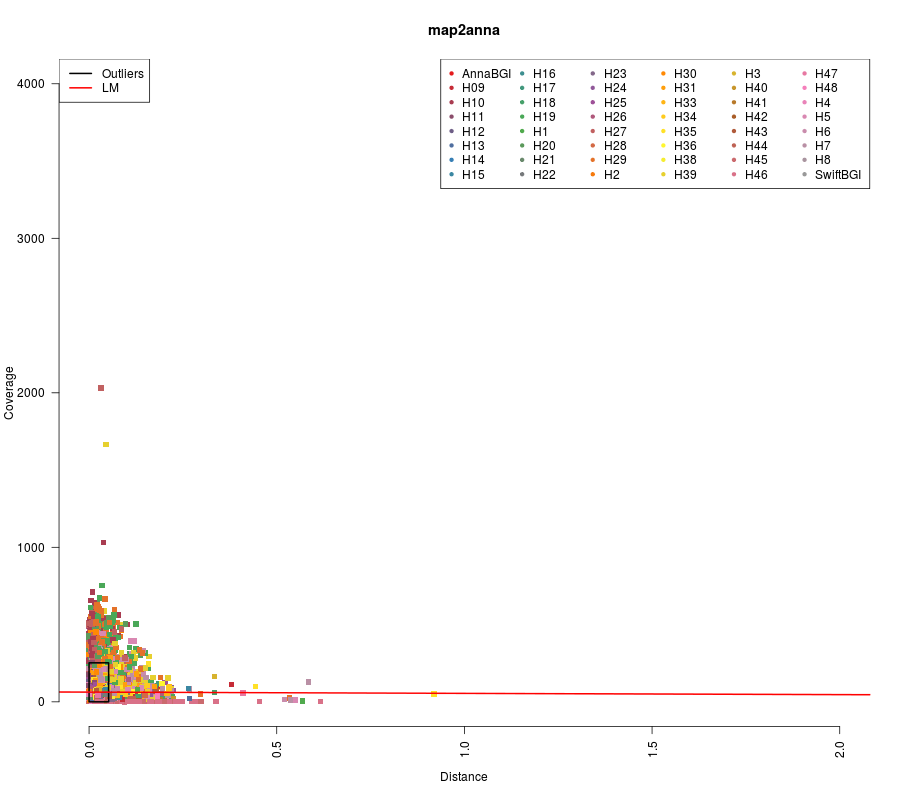 map2anna
Outliers
LM
AnnaBGI H16 H23 H30 H3 H47
H09 H17 H24 H31 H40 H48
H10 H18 H25 H33 H41 H4
H11 H19 H26 H34 H42 H5
H12 H1 H27 H35 H43 H6
H13 H20 H28 H36 H44 H7
H14 H21 H29 H38 H45 H8
H15 H22 H2 H39 H46 SwiftBGI
Coverage
4000
3000
2000
1000
0
0.0 0.5 1.0 1.5 2.0
Distance